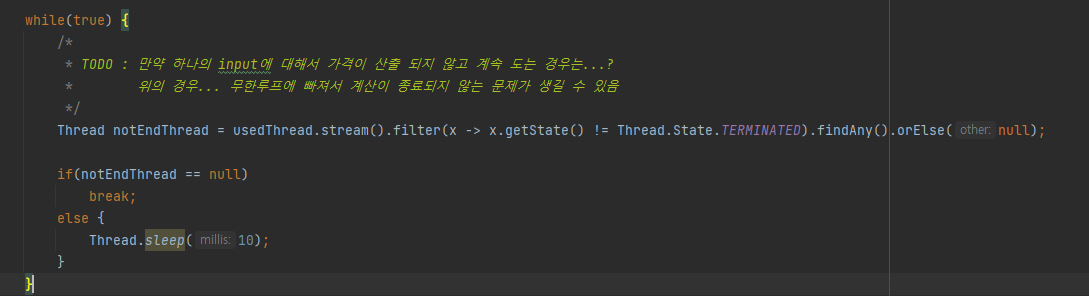 while(true) {
/*
* TODO : 만약 하나의 input에 대해서 가격이 산출 되지 않고 계속 도는 경우는...?
* 위의 경우... 무한루프에 빠져서 계산이 종료되지 않는 문제가 생길 수 있음
*/
Thread notEndThread = usedThread.stream().filter(x -> x.getState() != Thread.State.TERMINATED).findAny().orElse( other: null);
if(notEndThread == null)
break;
else {
Thread.sleep( millis: 10);
}
}